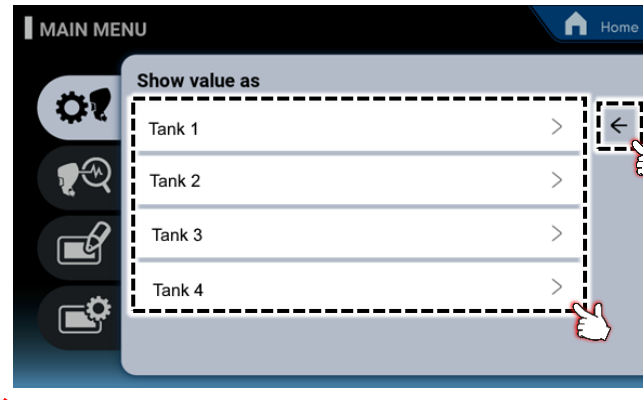 MAIN MENU
Home
Show value as
Tank 1
Tank 2
Tank 3
Tank 4